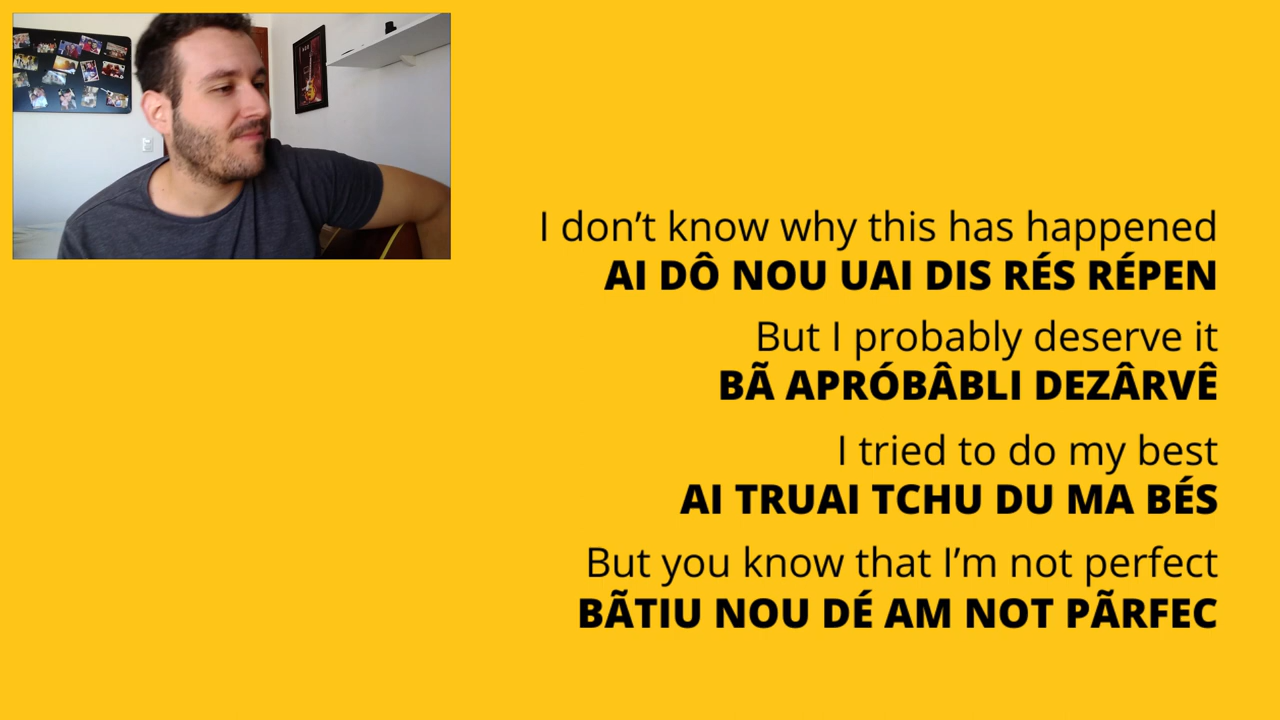 I don’t know why this has happened
AI DÔ NOU UAI DIS RÉS RÉPEN
But I probably deserve it
BÃ APRÓBÂBLI DEZÂRVÊ
I tried to do my best
AI TRUAI TCHU DU MA BÉS
But you know that I’m not perfect
BÃTIU NOU DÉ AM NOT PÃRFEC